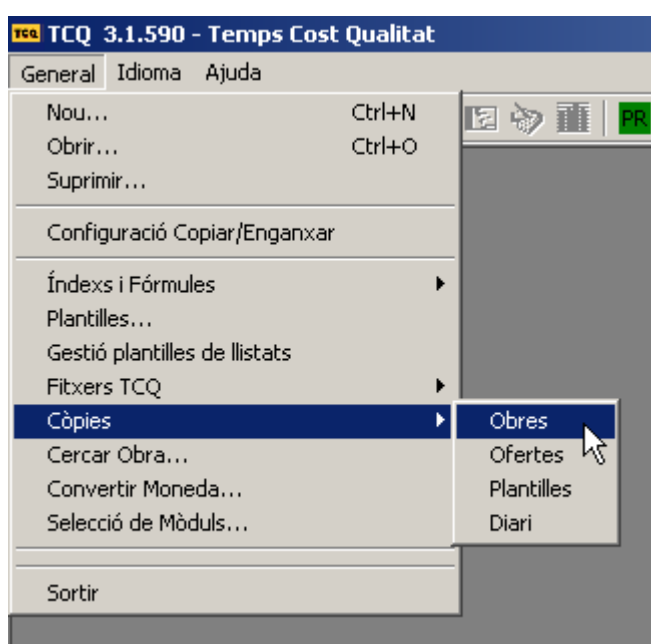 TCQ TCQ 3.1.590 - Temps Cost Qualitat
General Idioma Ajuda
Nou... Ctrl+N
Obrir... Ctrl+O
PR
Suprimir...
Configuració Copiar/Enganxar
Índexs i Fórmules
Plantilles...
Gestió plantilles de llistats
Fitxers TCQ
Còpies
Obres
Cercar Obra...
Ofertes
Convertir Moneda...
Plantilles
Selecció de Mòduls...
Diari
Sortir